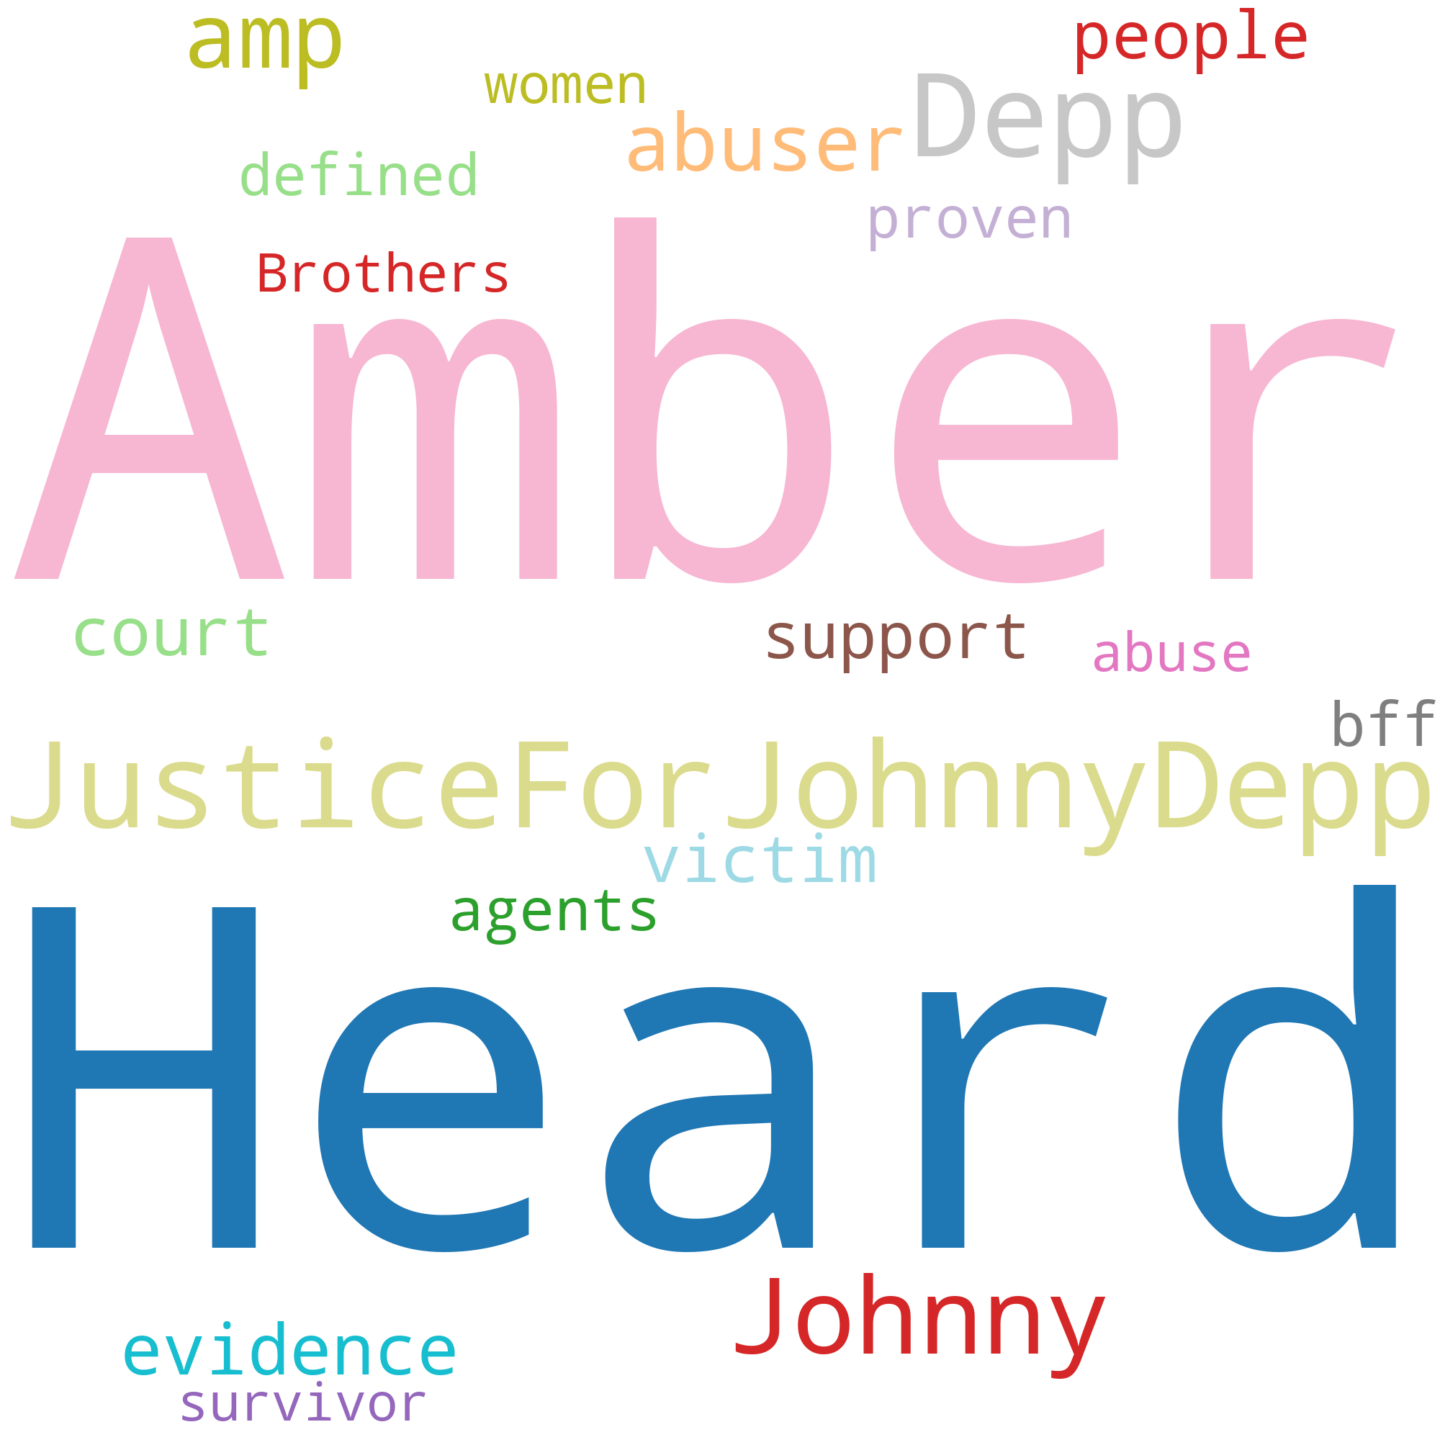 amp
people
women
Depp
abuser
defined
proven
Brothers
Amber
court
support
abuse
bff
JusticeForJohnnyDepp
victim
agents
Heard
Johnny
evidence
survivor